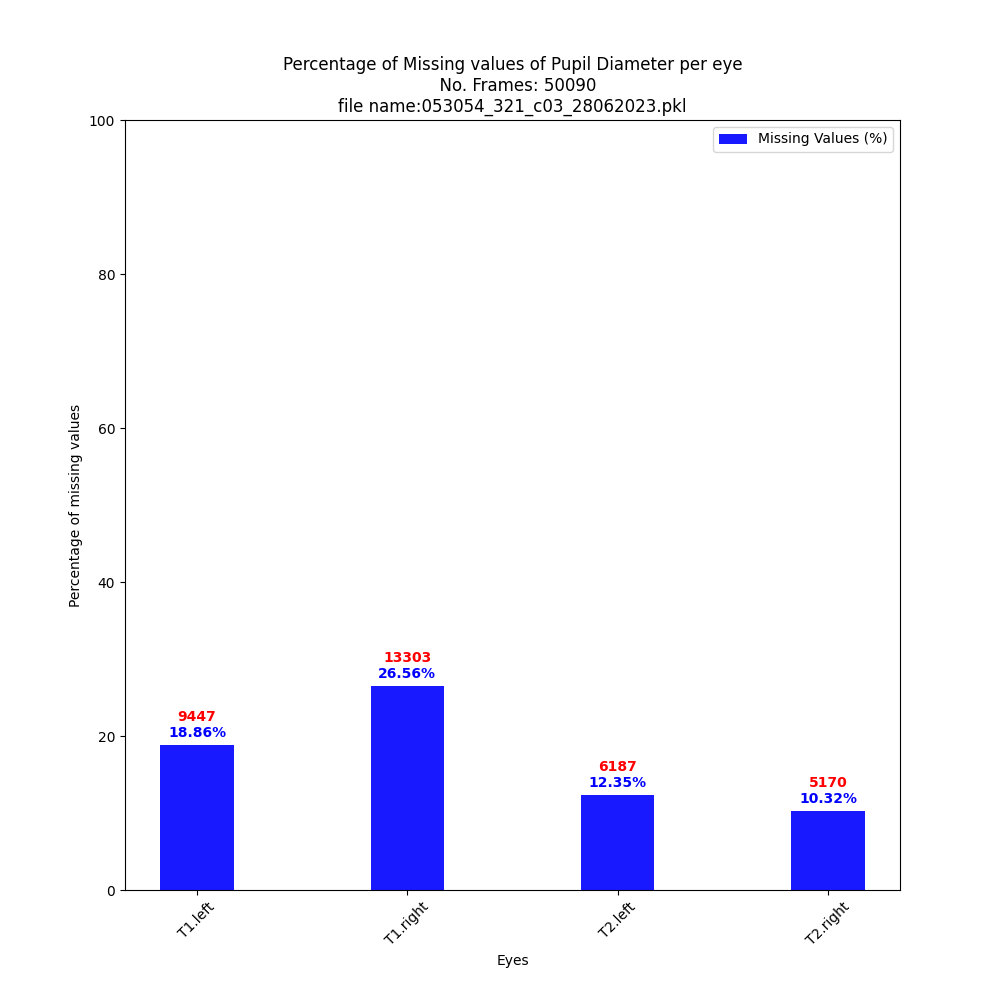 Percentage of Missing values of Pupil Diameter per eye
No. Frames: 50090
file name:053054_321_c03_28062023.pkl
Missing Values (%)
100
80
60
40
20
0
Percentage of missing values
9447
18.86%
13303
26.56%
6187
12.35%
5170
10.32%
T1.left
T1.right
T2.left
T2.right
Eyes